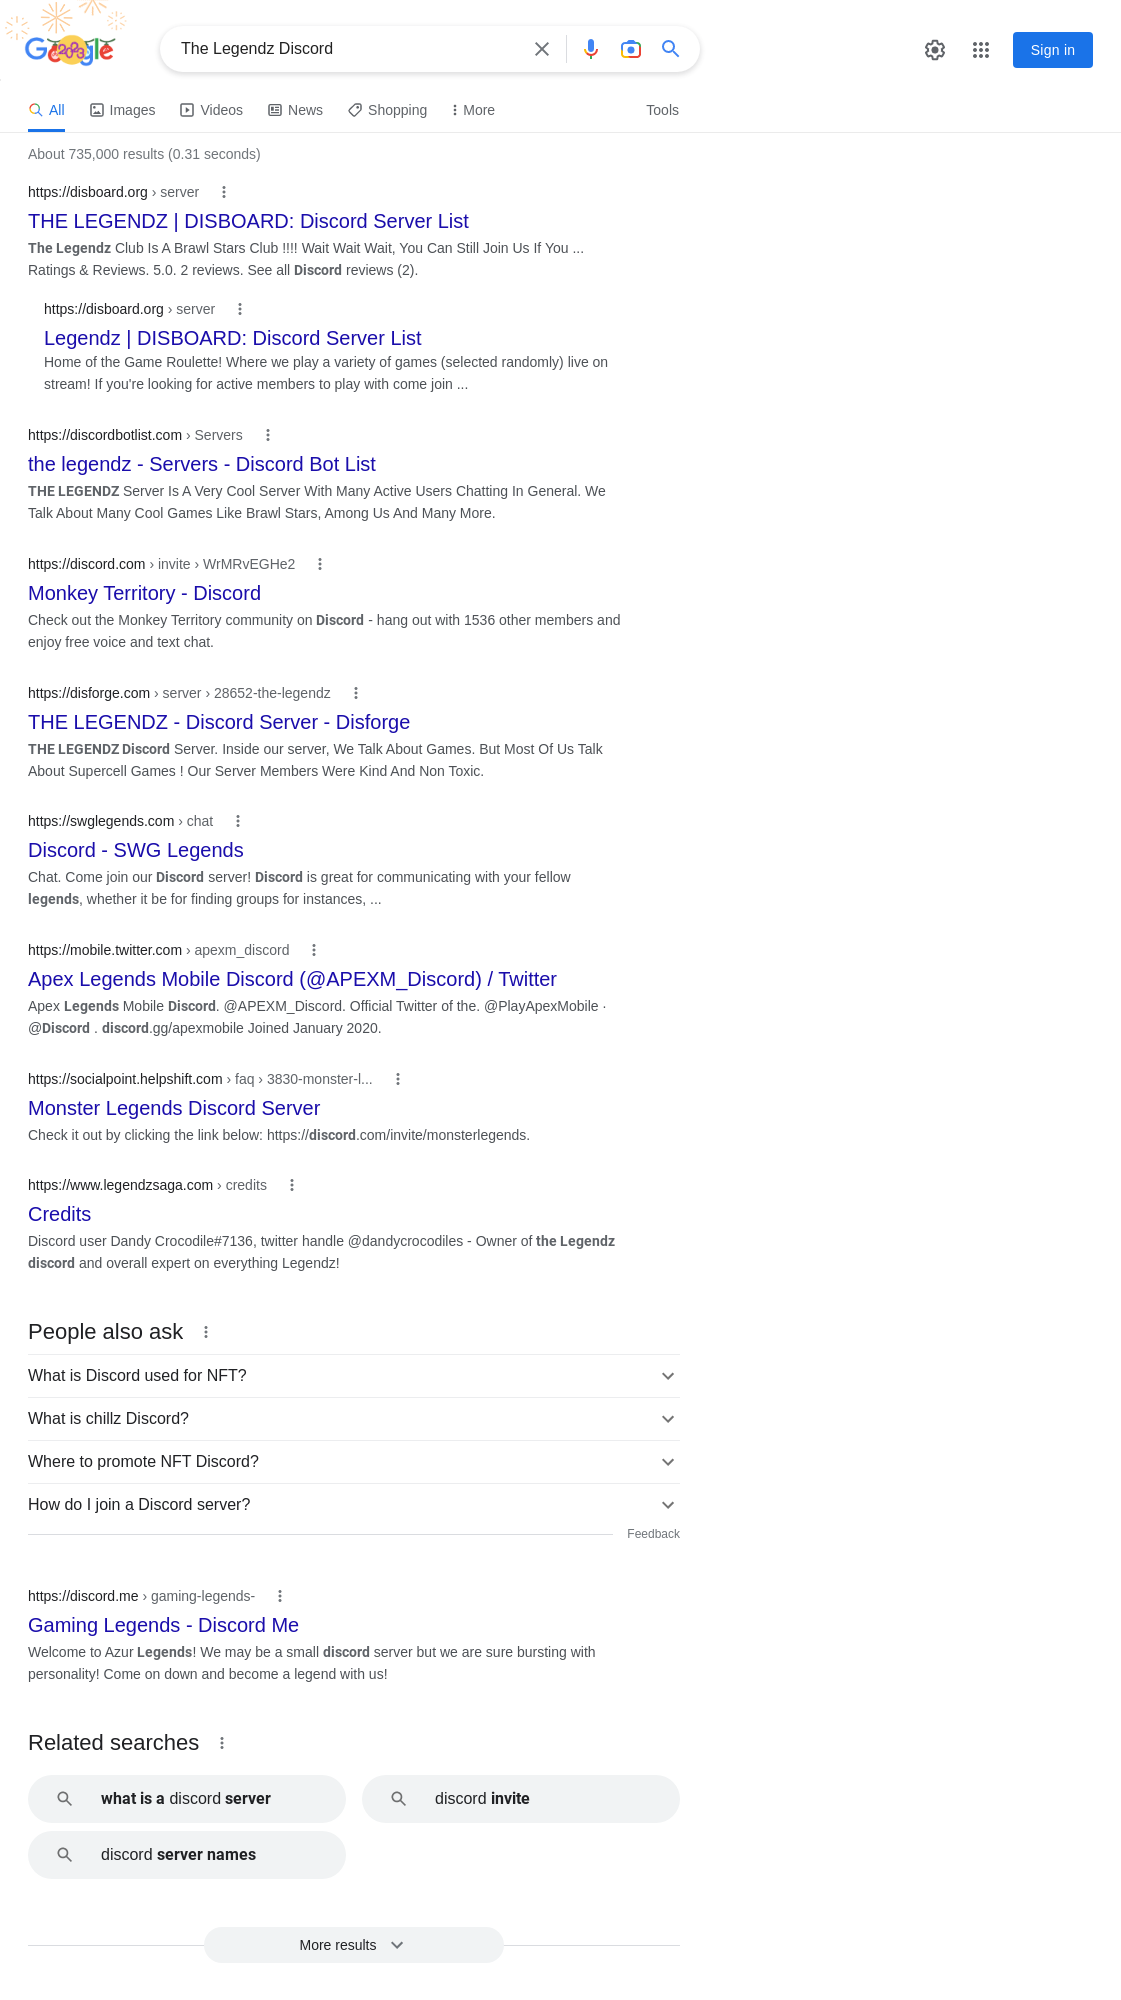 Google
The Legendz Discord
Sign in
All
Images
Videos
News
Shopping
More
Tools
About 735,000 results (0.31 seconds)
https://disboard.org › server
THE LEGENDZ | DISBOARD: Discord Server List
The Legendz Club Is A Brawl Stars Club !!!! Wait Wait Wait, You Can Still Join Us If You ...
Ratings & Reviews. 5.0. 2 reviews. See all Discord reviews (2).
https://disboard.org › server
Legendz | DISBOARD: Discord Server List
Home of the Game Roulette! Where we play a variety of games (selected randomly) live on
stream! If you're looking for active members to play with come join ...
https://discordbotlist.com › Servers
the legendz - Servers - Discord Bot List
THE LEGENDZ Server Is A Very Cool Server With Many Active Users Chatting In General. We
Talk About Many Cool Games Like Brawl Stars, Among Us And Many More.
https://discord.com › invite › WrMRvEGHe2
Monkey Territory - Discord
Check out the Monkey Territory community on Discord - hang out with 1536 other members and
enjoy free voice and text chat.
https://disforge.com › server › 28652-the-legendz
THE LEGENDZ - Discord Server - Disforge
THE LEGENDZ Discord Server. Inside our server, We Talk About Games. But Most Of Us Talk
About Supercell Games ! Our Server Members Were Kind And Non Toxic.
https://swglegends.com › chat
Discord - SWG Legends
Chat. Come join our Discord server! Discord is great for communicating with your fellow
legends, whether it be for finding groups for instances, ...
https://mobile.twitter.com › apexm_discord
Apex Legends Mobile Discord (@APEXM_Discord) / Twitter
Apex Legends Mobile Discord. @APEXM_Discord. Official Twitter of the. @PlayApexMobile ·
@Discord . discord.gg/apexmobile Joined January 2020.
https://socialpoint.helpshift.com › faq › 3830-monster-l...
Monster Legends Discord Server
Check it out by clicking the link below: https://discord.com/invite/monsterlegends.
https://www.legendzsaga.com › credits
Credits
Discord user Dandy Crocodile#7136, twitter handle @dandycrocodiles - Owner of the Legendz
discord and overall expert on everything Legendz!
People also ask
What is Discord used for NFT?
What is chillz Discord?
Where to promote NFT Discord?
How do I join a Discord server?
Feedback
https://discord.me › gaming-legends-
Gaming Legends - Discord Me
Welcome to Azur Legends! We may be a small discord server but we are sure bursting with
personality! Come on down and become a legend with us!
Related searches
what is a discord server
discord invite
discord server names
More results